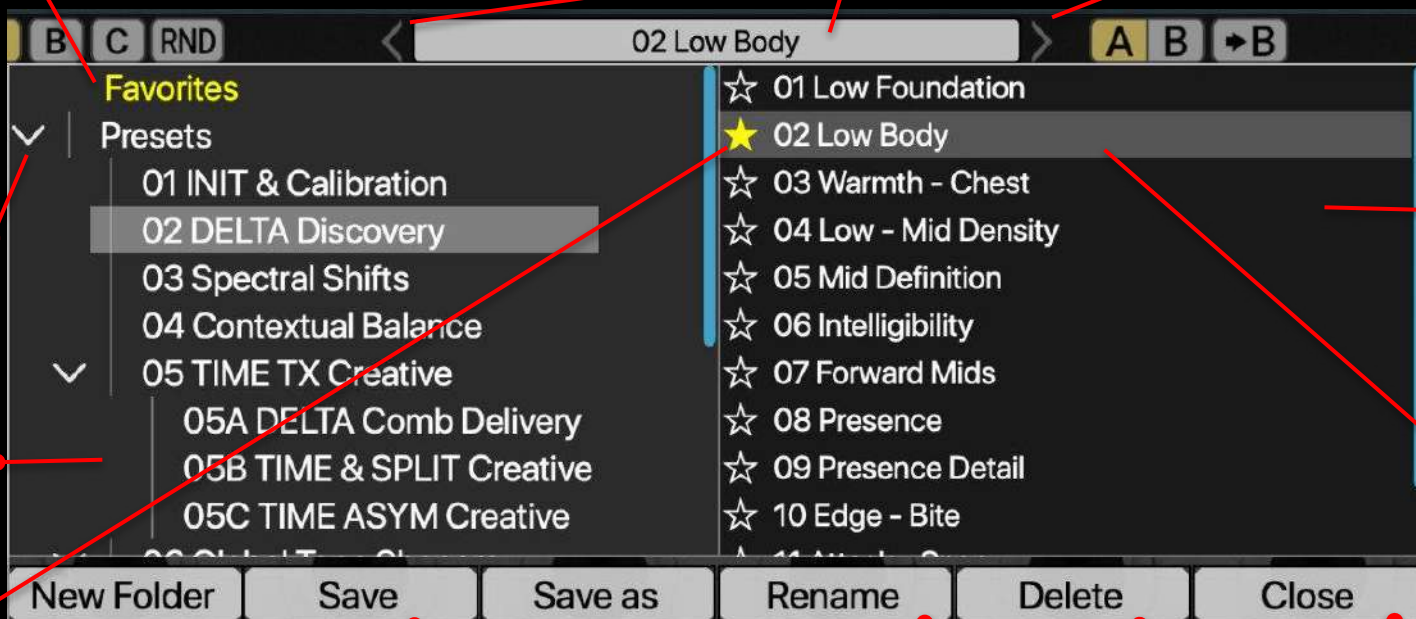 B C RND < 02 Low Body > A B →B
Favorites
Presets
01 INIT & Calibration
02 DELTA Discovery
03 Spectral Shifts
04 Contextual Balance
05 TIME TX Creative
05A DELTA Comb Delivery
05B TIME & SPLIT Creative
05C TIME ASYM Creative
☆ 01 Low Foundation
★ 02 Low Body
☆ 03 Warmth - Chest
☆ 04 Low - Mid Density
☆ 05 Mid Definition
☆ 06 Intelligibility
☆ 07 Forward Mids
☆ 08 Presence
☆ 09 Presence Detail
☆ 10 Edge - Bite
New Folder Save Save as Rename Delete Close